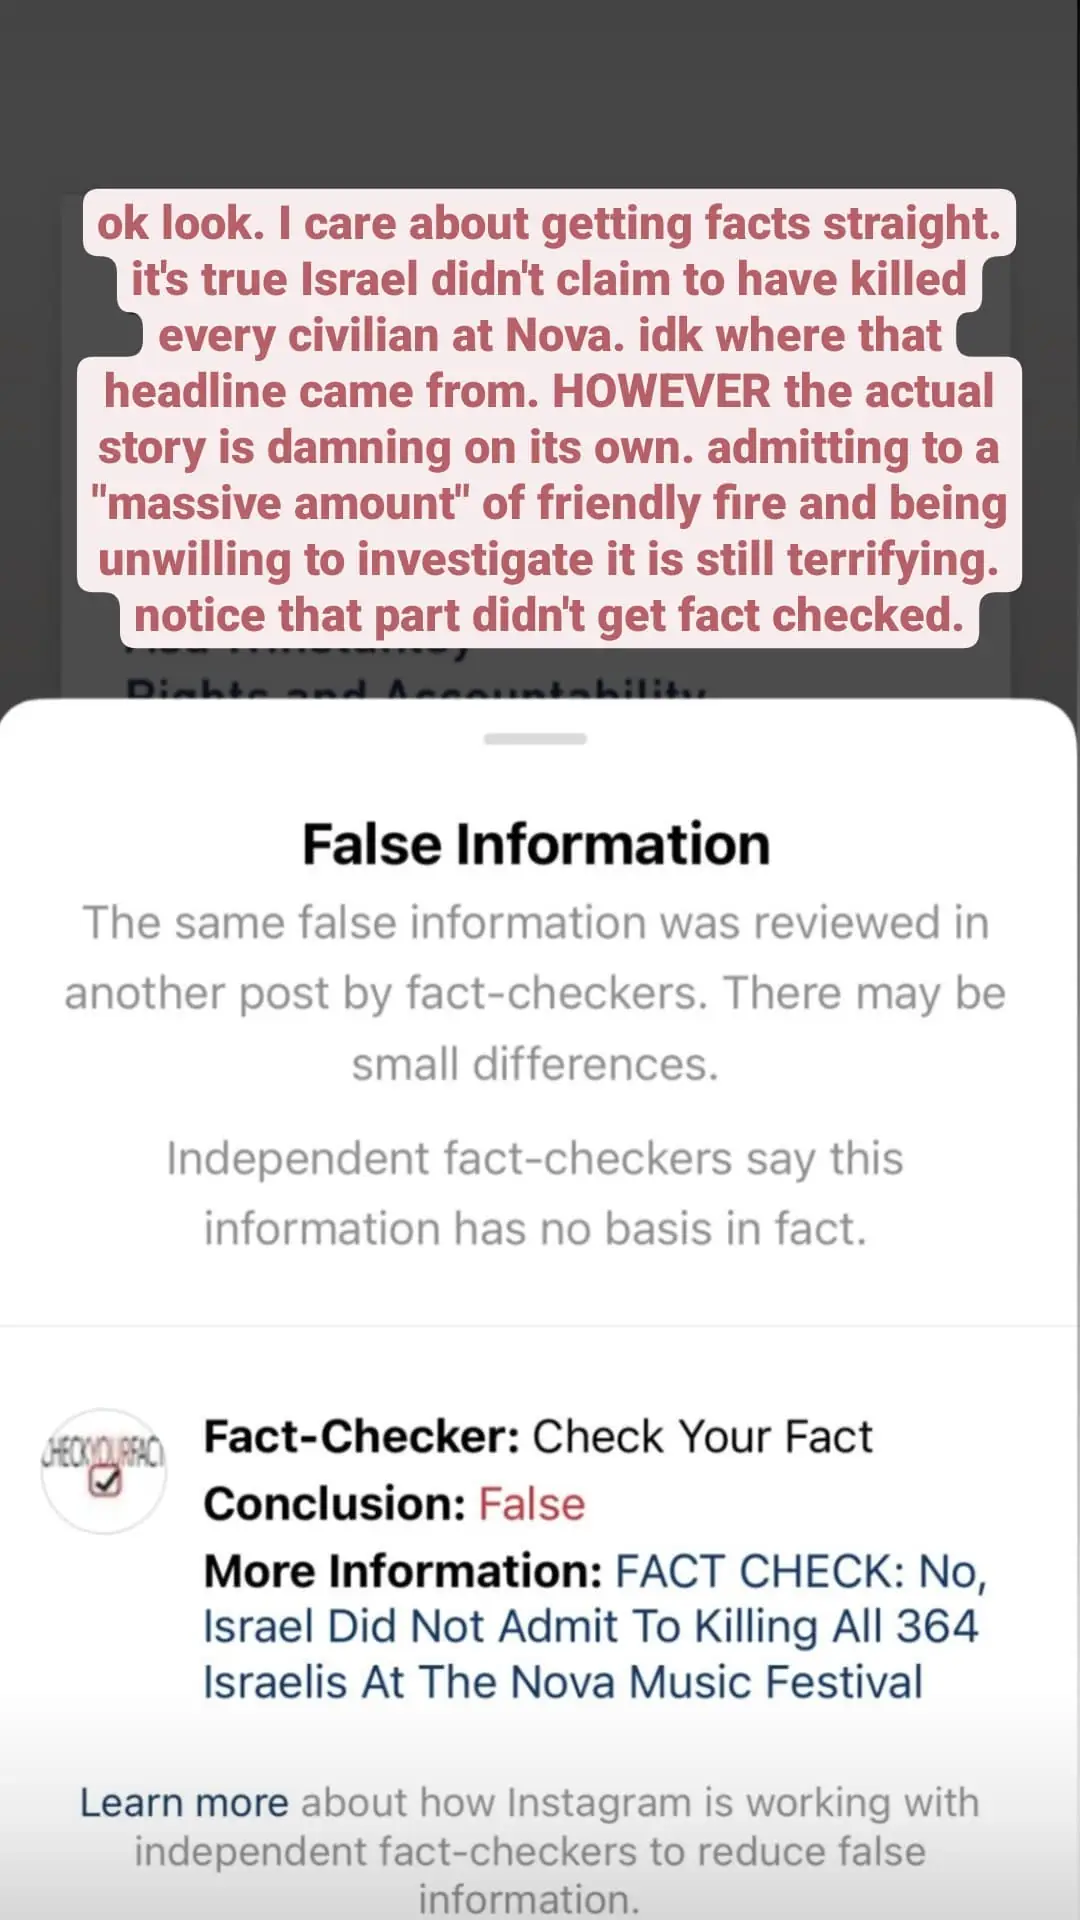 ok look. I care about getting facts straight.
it's true Israel didn't claim to have killed
every civilian at Nova. idk where that
headline came from. HOWEVER the actual
story is damning on its own. admitting to a
"massive amount" of friendly fire and being
unwilling to investigate it is still terrifying.
notice that part didn't get fact checked.
Rights and Accountability
False Information
The same false information was reviewed in
another post by fact-checkers. There may be
small differences.
Independent fact-checkers say this
information has no basis in fact.
CHECKYOURFACT
Fact-Checker: Check Your Fact
Conclusion: False
More Information: FACT CHECK: No,
Israel Did Not Admit To Killing All 364
Israelis At The Nova Music Festival
Learn more about how Instagram is working with
independent fact-checkers to reduce false
information.